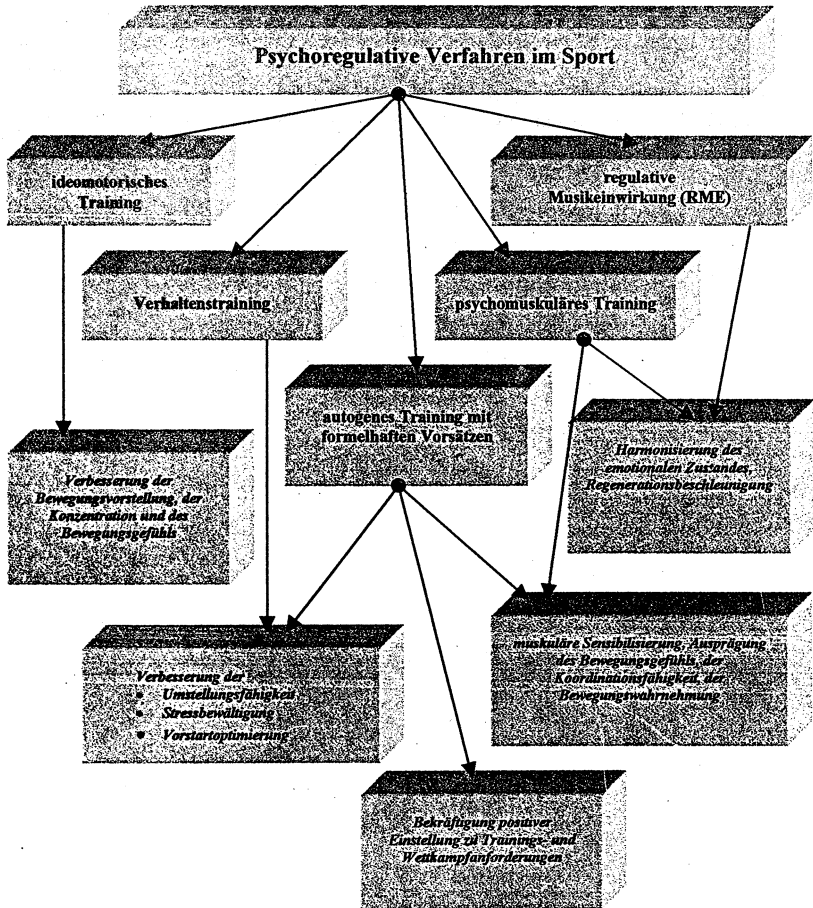 Psychoregulative Verfahren im Sport
ideomotorisches
Training
regulative
Musikeinwirkung (RME)
Verhaltenstraining
psychomuskuläres Training
autogenes Training mit
formelhaften Vorsätzen
Harmonisierung des
emotionalen Zustandes,
Regenerationsbeschleunigung
Verbesserung der
Bewegungsvorstellung, der
Konzentration und des
Bewegungsgefühls
muskuläre Sensibilisierung, Ausprägung
des Bewegungsgefühls, der
Koordinationsfähigkeit, der
Bewegungswahrnehmung
Verbesserung der
• Umstellungsfähigkeit
• Stressbewältigung
• Vorstartoptimierung
Bekräftigung positiver
Einstellung zu Trainings- und
Wettkampfanforderungen